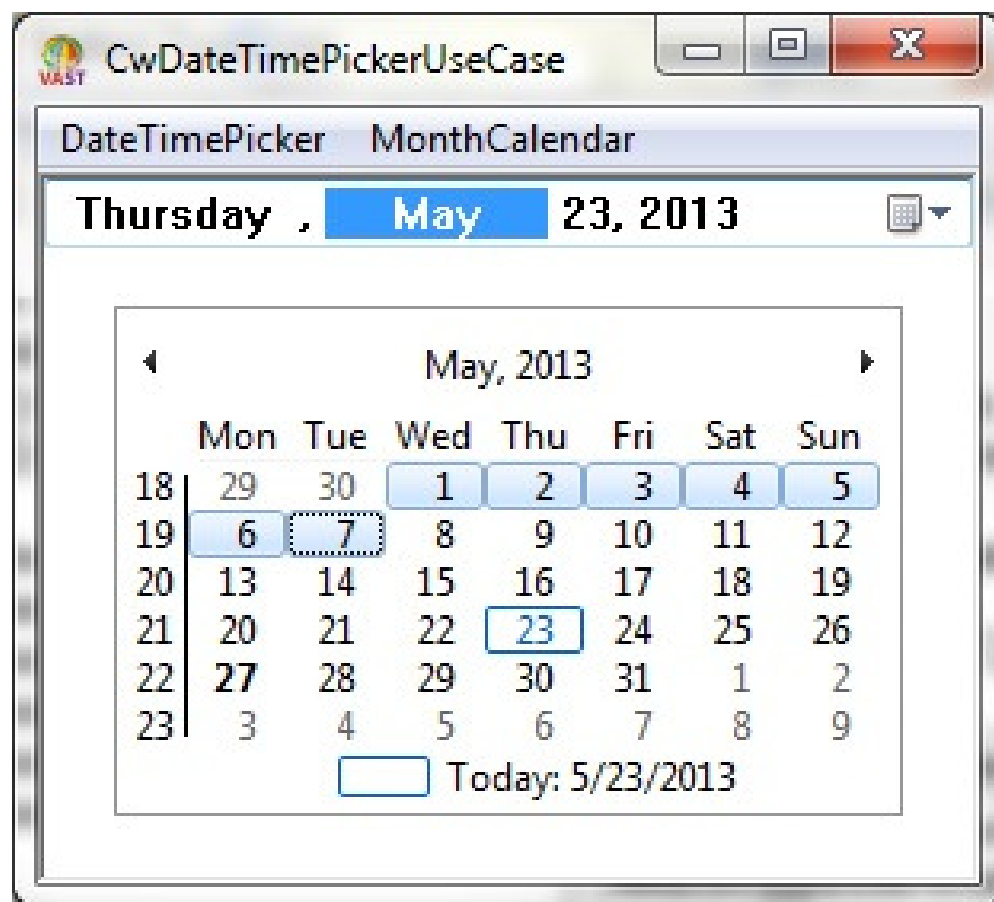 VAST CwDateTimePickerUseCase
DateTimePicker MonthCalendar
Thursday , May 23, 2013
May, 2013
Mon Tue Wed Thu Fri Sat Sun
18 29 30 1 2 3 4 5
19 6 7 8 9 10 11 12
20 13 14 15 16 17 18 19
21 20 21 22 23 24 25 26
22 27 28 29 30 31 1 2
23 3 4 5 6 7 8 9
Today: 5/23/2013